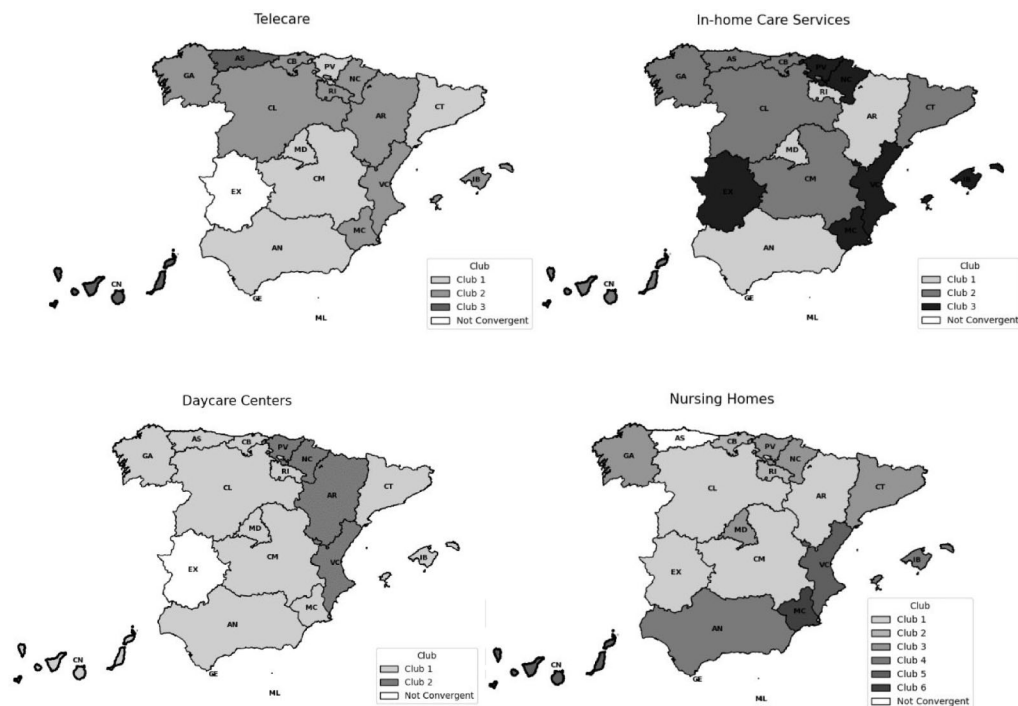 Telecare
AS
CB
PV
GA
NC
RI
CL
CT
AR
MD
CM
EX
VC
IB
MC
AN
CN
GE
ML
Club
Club 1
Club 2
Club 3
Not Convergent
In-home Care Services
AS
CB
PV
GA
NC
RI
CL
CT
AR
MD
CM
EX
VC
IB
MC
AN
CN
GE
ML
Club
Club 1
Club 2
Club 3
Not Convergent
Daycare Centers
AS
CB
PV
GA
NC
RI
CL
CT
AR
MD
CM
EX
VC
IB
MC
AN
CN
GE
ML
Club
Club 1
Club 2
Not Convergent
Nursing Homes
AS
CB
PV
GA
NC
RI
CL
CT
AR
MD
CM
EX
VC
IB
MC
AN
CN
GE
ML
Club
Club 1
Club 2
Club 3
Club 4
Club 5
Club 6
Not Convergent